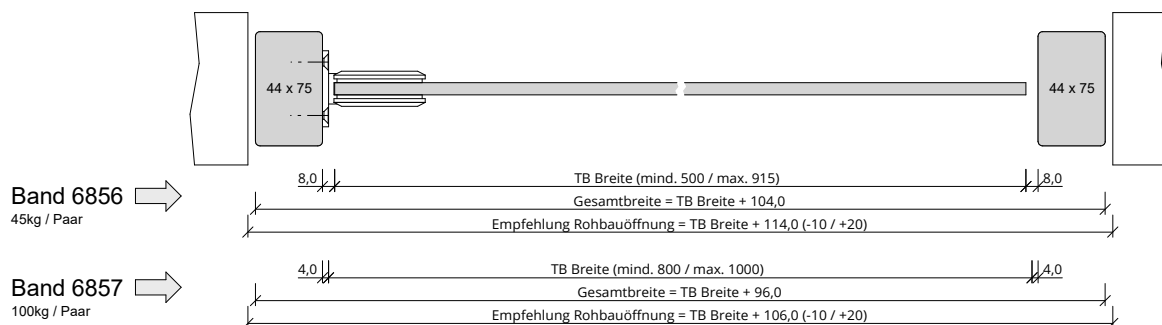 44 x 75
44 x 75
8,0
TB Breite (mind. 500 / max. 915)
8,0
Band 6856
45kg / Paar
Gesamtbreite = TB Breite + 104,0
Empfehlung Rohbauöffnung = TB Breite + 114,0 (-10 / +20)
4,0
TB Breite (mind. 800 / max. 1000)
4,0
Band 6857
100kg / Paar
Gesamtbreite = TB Breite + 96,0
Empfehlung Rohbauöffnung = TB Breite + 106,0 (-10 / +20)